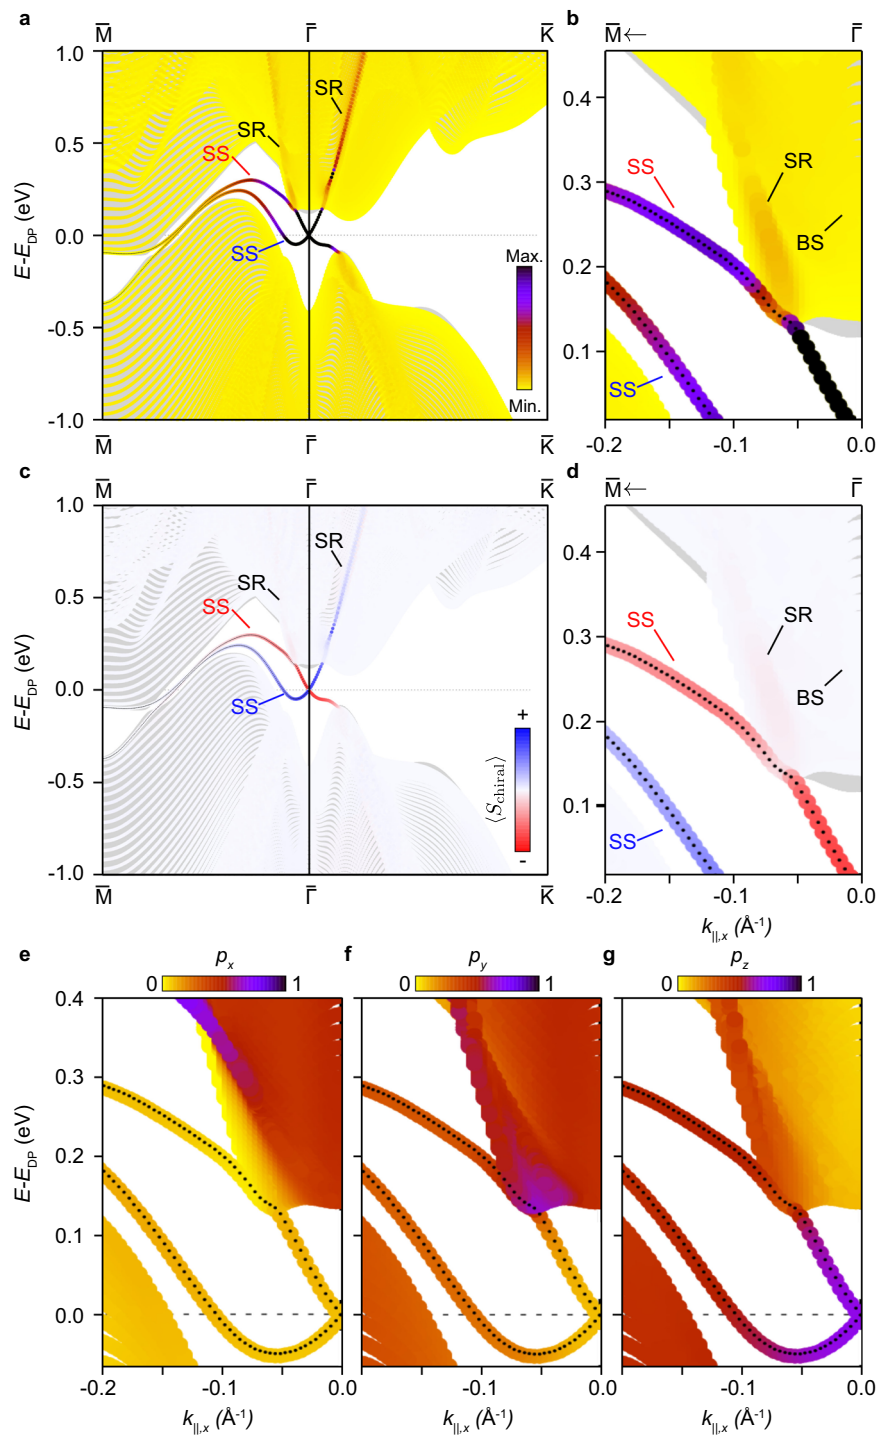 a
b
M̅ Γ̅ K̅
M̅← Γ̅
1.0
0.5
0.0
-0.5
-1.0
E-E_DP (eV)
SR
SR
SS
SS
Max.
Min.
M̅ Γ̅ K̅
0.4
0.3
0.2
0.1
SS
SR
BS
SS
-0.2 -0.1 0.0
c
d
M̅ Γ̅ K̅
M̅← Γ̅
1.0
0.5
0.0
-0.5
-1.0
E-E_DP (eV)
SR
SR
SS
SS
+
⟨S_chiral⟩
-
M̅ Γ̅ K̅
0.4
0.3
0.2
0.1
SS
SR
BS
SS
-0.2 -0.1 0.0
k_||,x (Å⁻¹)
e p_x f p_y g p_z
0 1 0 1 0 1
0.4
0.3
0.2
0.1
0.0
E-E_DP (eV)
-0.2 -0.1 0.0 -0.1 0.0 -0.1 0.0
k_||,x (Å⁻¹) k_||,x (Å⁻¹) k_||,x (Å⁻¹)